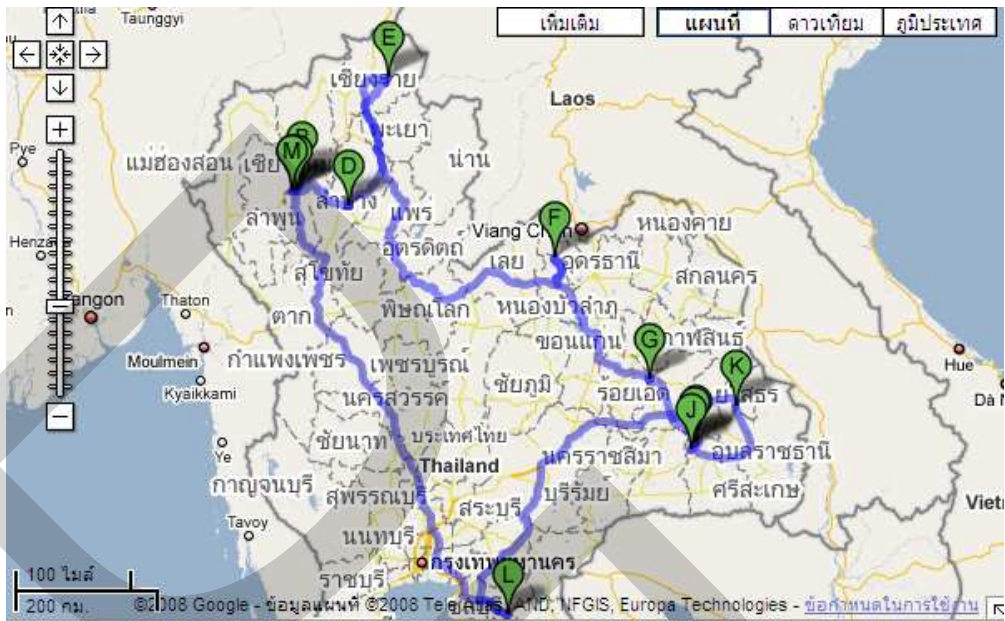 Taunggyi
เพิ่มเติม
แผนที่
ดาวเทียม
ภูมิประเทศ
E
เชียงราย
Laos
พะเยา
Pye
แม่ฮ่องสอน
M
D
น่าน
ลำพูน
แพร่
F
Viang Chan
หนองคาย
Henza
อุตรดิตถ์
เลย
อุดรธานี
สกลนคร
สุโขทัย
angon
Thaton
พิษณุโลก
หนองบัวลำภู
ตาก
ขอนแก่น
G
กาฬสินธุ์
Moulmein
กำแพงเพชร
เพชรบูรณ์
K
Hue
Kyaikkami
ชัยภูมิ
ร้อยเอ็ด
ยโสธร
นครสวรรค์
J
Ye
ชัยนาท
ประเทศไทย
นครราชสีมา
อุบลราชธานี
Thailand
กาญจนบุรี
สุพรรณบุรี
สระบุรี
บุรีรัมย์
ศรีสะเกษ
Tavoy
นนทบุรี
กรุงเทพมหานคร
ราชบุรี
L
100 ไมล์
200 กม.
©2008 Google - ข้อมูลแผนที่ ©2008 Tele Atlas, AND, NFGIS, Europa Technologies - ข้อกำหนดในการใช้งาน